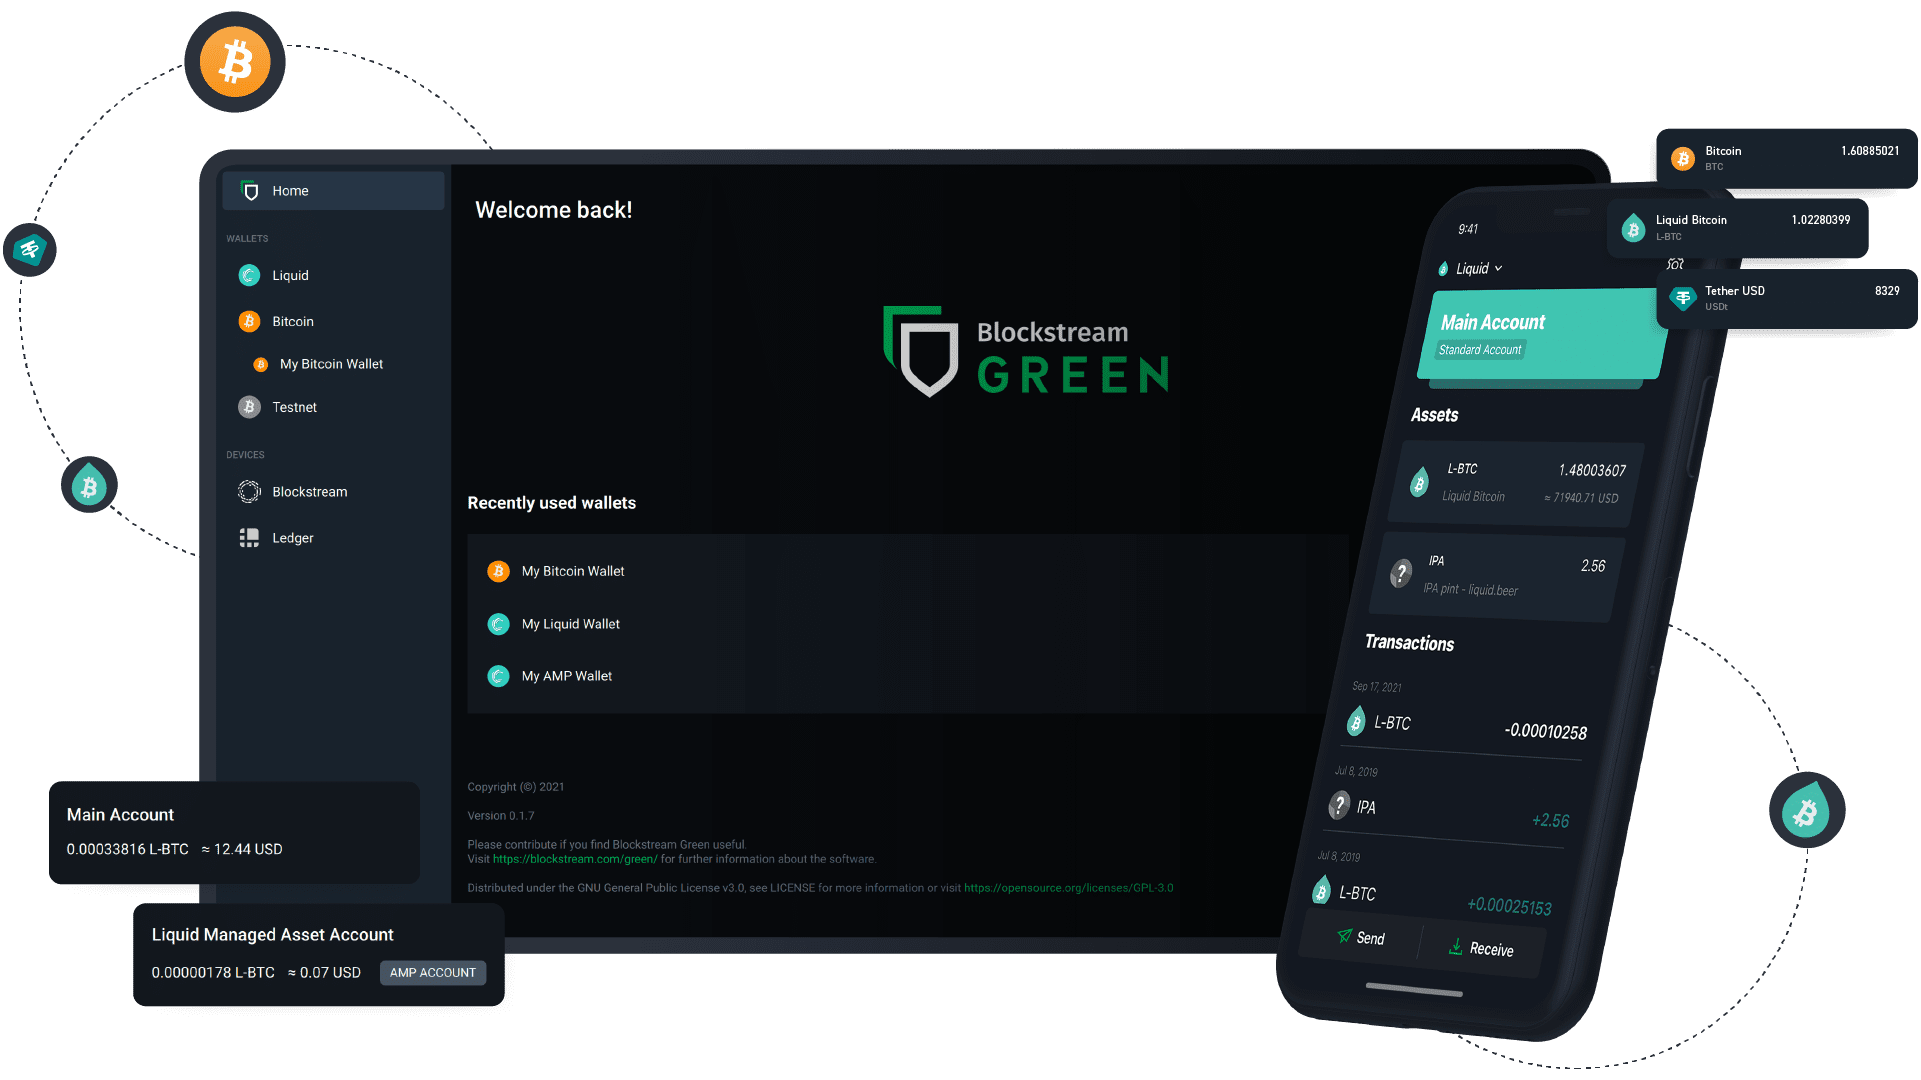 Home
WALLETS
Liquid
Bitcoin
My Bitcoin Wallet
Testnet
DEVICES
Blockstream
Ledger
Welcome back!
Blockstream
GREEN
Recently used wallets
My Bitcoin Wallet
My Liquid Wallet
My AMP Wallet
Copyright (©) 2021
Version 0.1.7
Please contribute if you find Blockstream Green useful.
Visit https://blockstream.com/green/ for further information about the software.
Distributed under the GNU General Public License v3.0, see LICENSE for more information or visit https://opensource.org/licenses/GPL-3.0
Main Account
0.00033816 L-BTC ≈ 12.44 USD
Liquid Managed Asset Account
0.00000178 L-BTC ≈ 0.07 USD AMP ACCOUNT
Bitcoin 1.60885021
BTC
Liquid Bitcoin 1.02280399
L-BTC
Tether USD 8329
USDt
9:41
Liquid
Main Account
Standard Account
Assets
L-BTC 1.48003607
Liquid Bitcoin ≈ 71940.71 USD
IPA 2.56
IPA pint - liquid.beer
Transactions
Sep 17, 2021
L-BTC -0.00010258
Jul 8, 2019
IPA +2.56
Jul 8, 2019
L-BTC +0.00025153
Send Receive